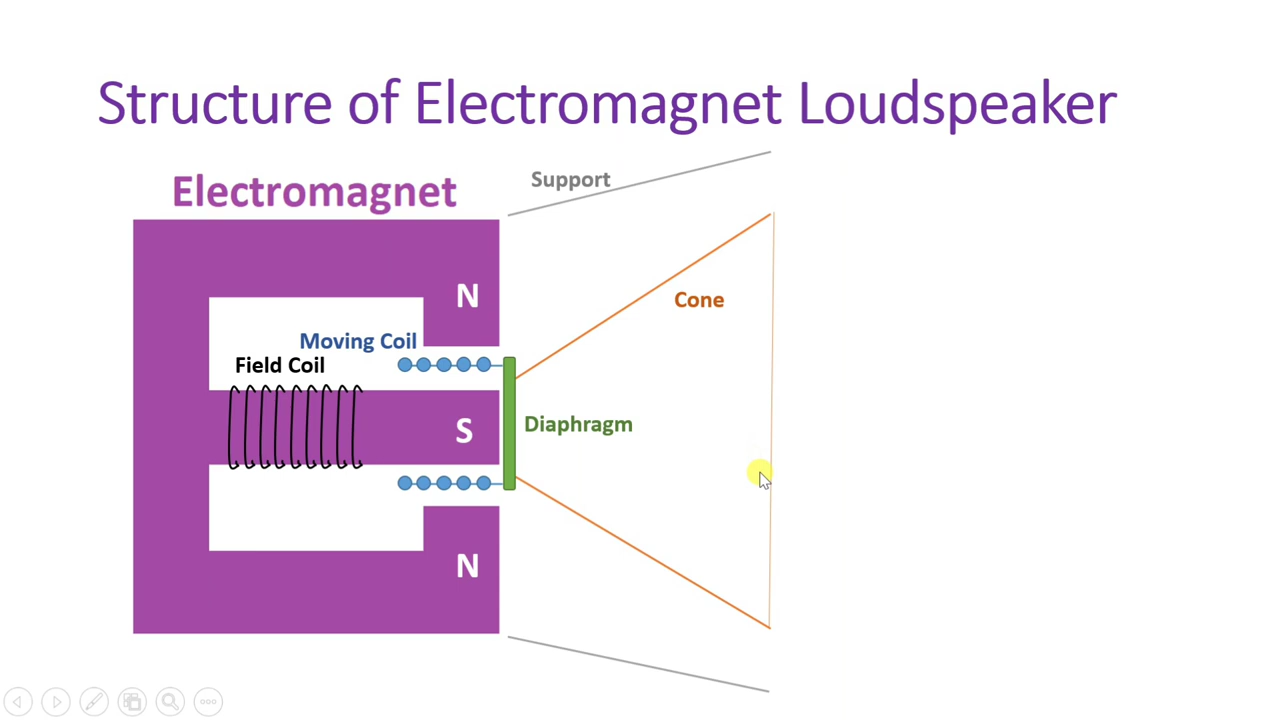 Structure of Electromagnet Loudspeaker
Support
Electromagnet
N
Cone
Moving Coil
Field Coil
S
Diaphragm
N